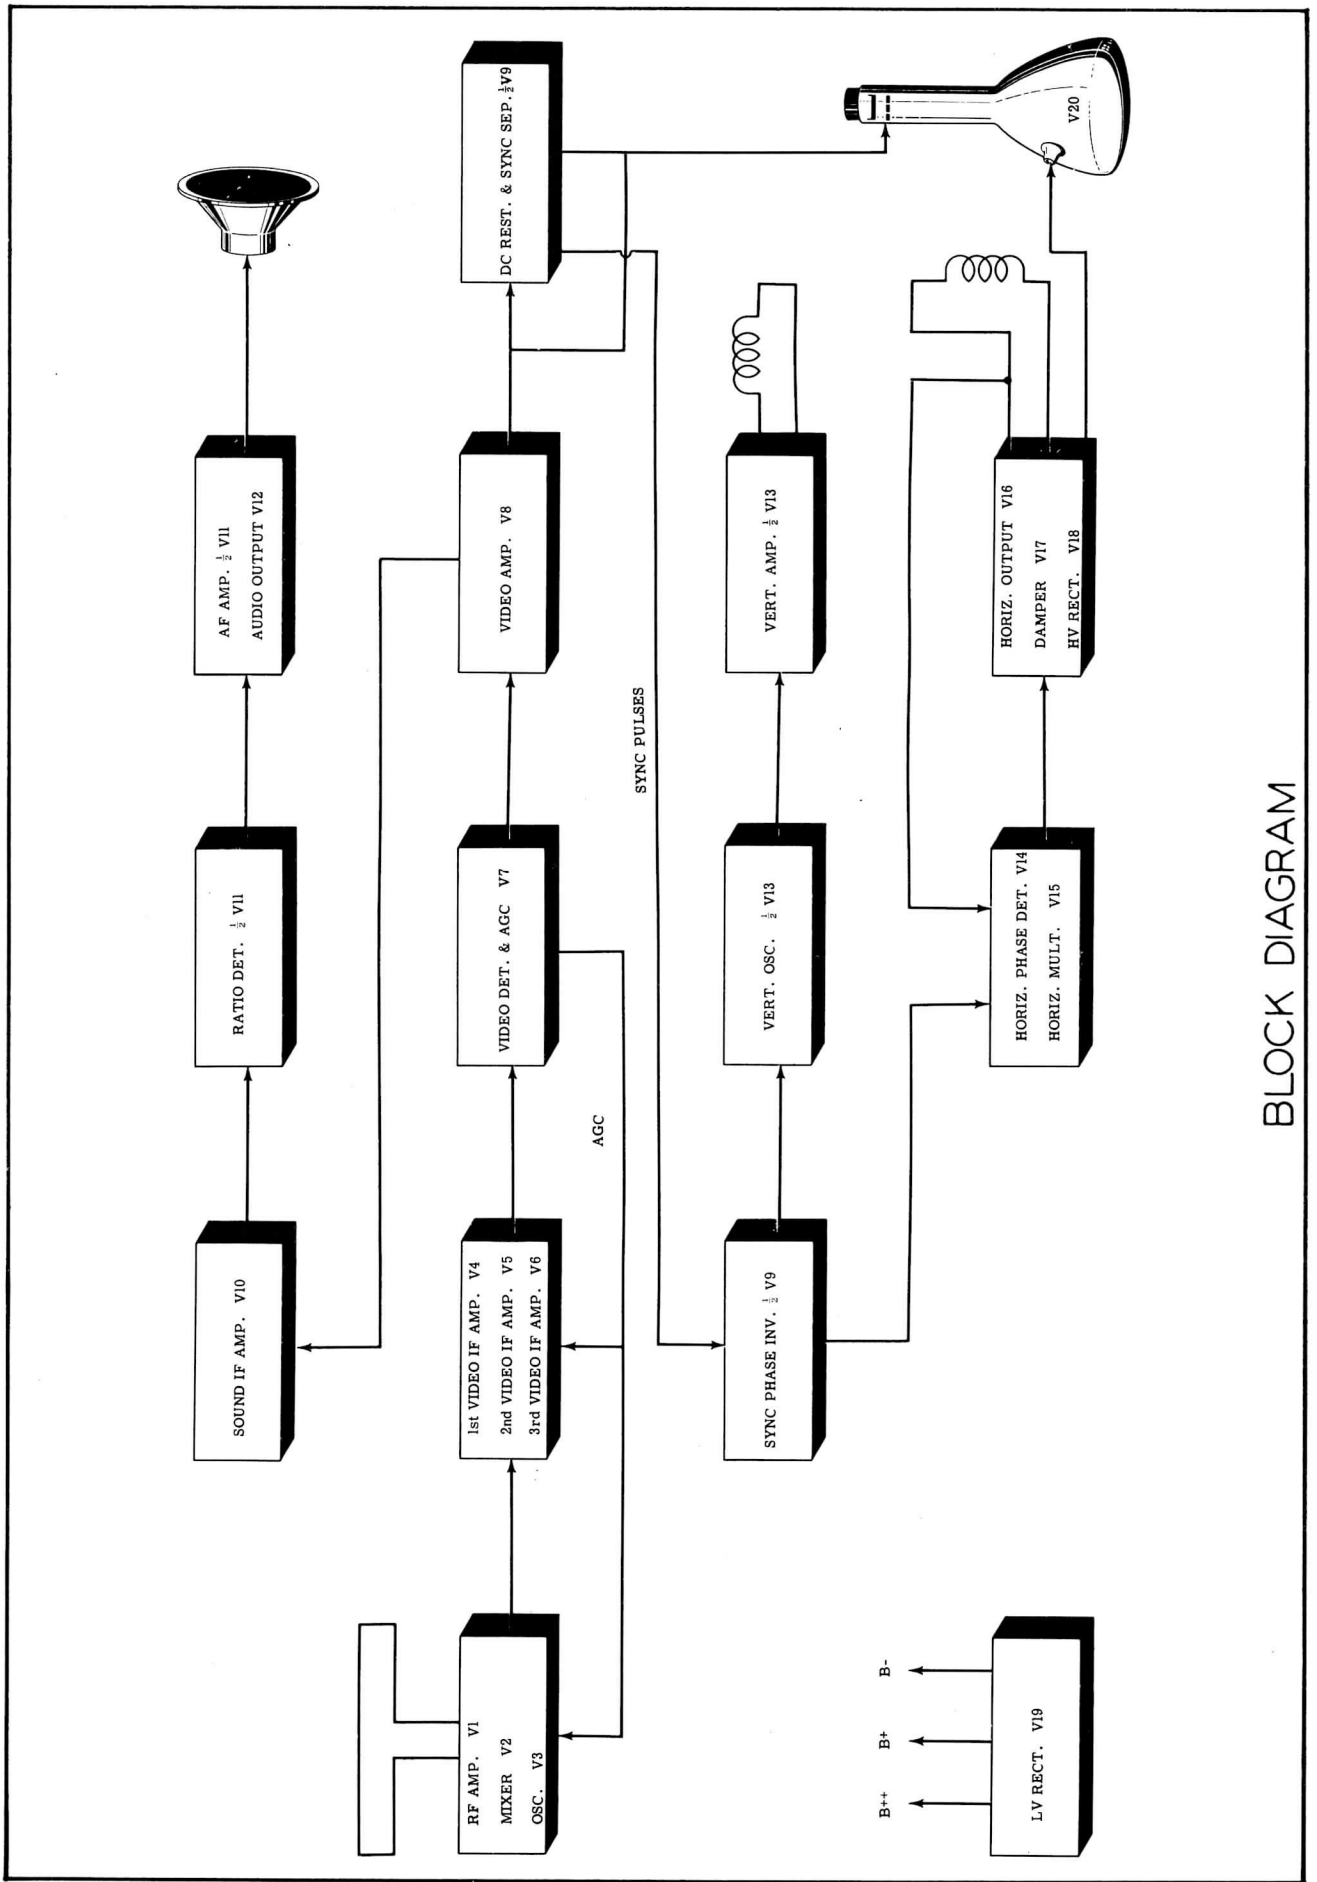 SOUND IF AMP. V10
RATIO DET. ½ V11
AF AMP. ½ V11
AUDIO OUTPUT V12
RF AMP. V1
MIXER V2
OSC. V3
1st VIDEO IF AMP. V4
2nd VIDEO IF AMP. V5
3rd VIDEO IF AMP. V6
VIDEO DET. & AGC V7
VIDEO AMP. V8
DC REST. & SYNC SEP. ½V9
AGC
SYNC PULSES
SYNC PHASE INV. ½ V9
VERT. OSC. ½ V13
VERT. AMP. ½ V13
B++
B+
B-
LV RECT. V19
HORIZ. PHASE DET. V14
HORIZ. MULT. V15
HORIZ. OUTPUT V16
DAMPER V17
HV RECT. V18
V20
BLOCK DIAGRAM